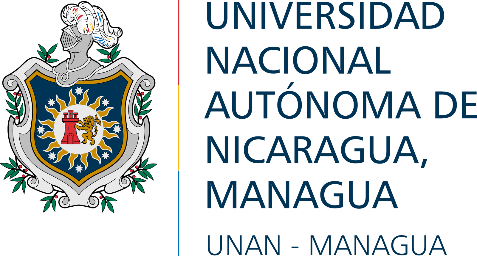 UNIVERSIDAD
NACIONAL
AUTÓNOMA DE
NICARAGUA,
MANAGUA
UNAN - MANAGUA